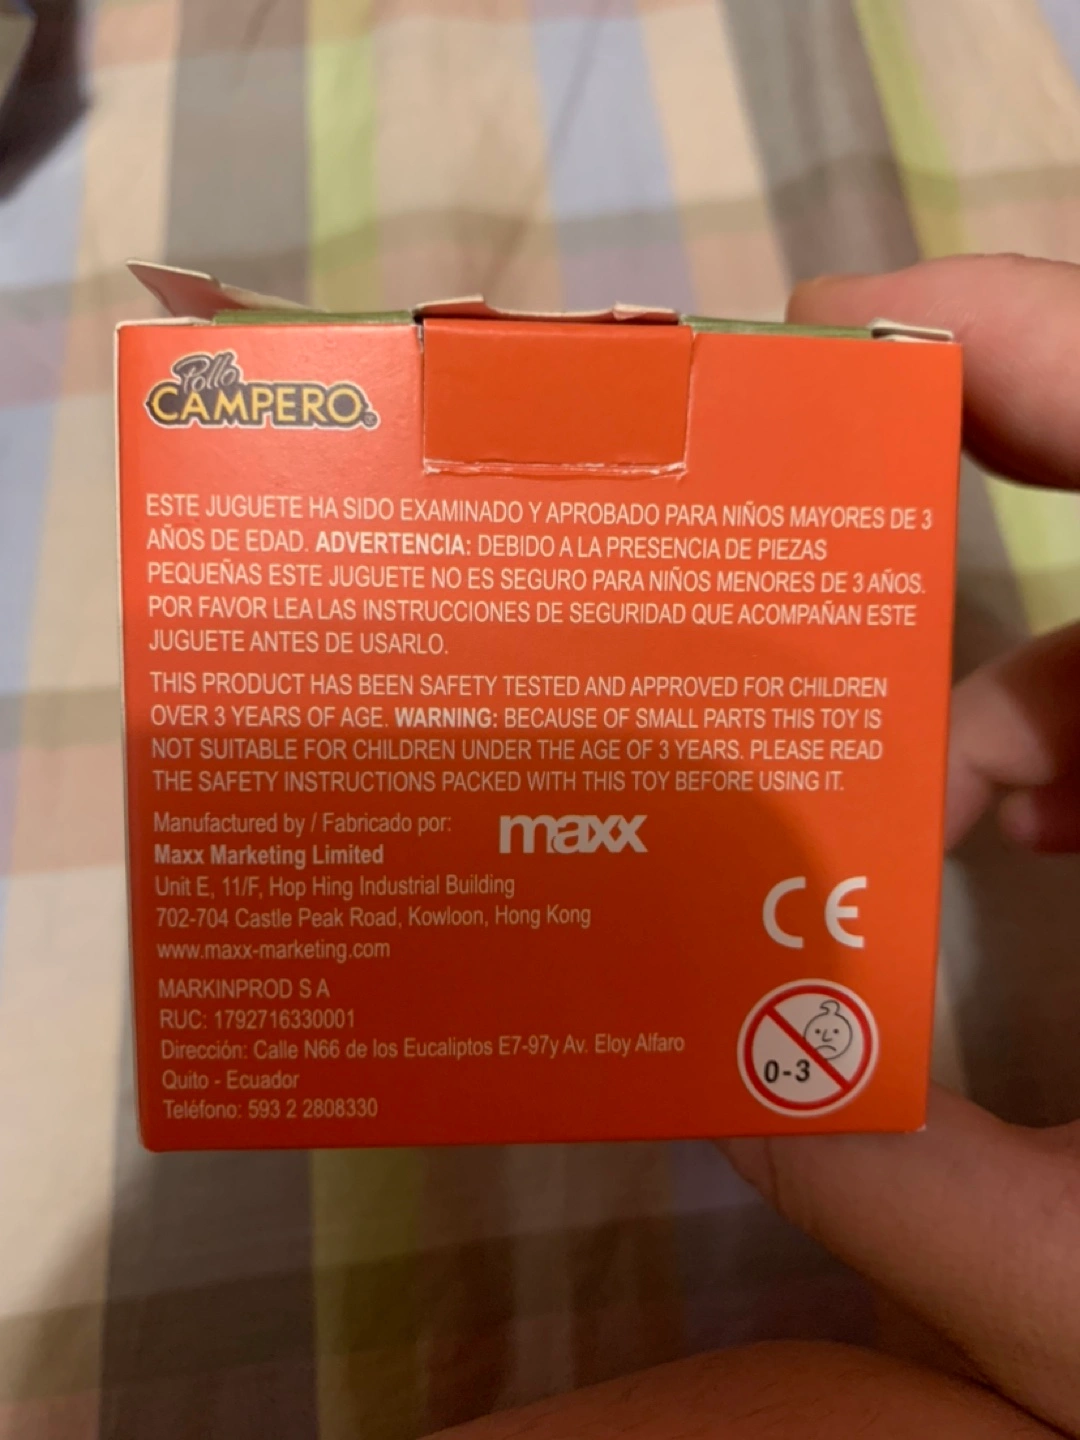 Pollo
CAMPERO
ESTE JUGUETE HA SIDO EXAMINADO Y APROBADO PARA NIÑOS MAYORES DE 3
AÑOS DE EDAD. ADVERTENCIA: DEBIDO A LA PRESENCIA DE PIEZAS
PEQUEÑAS ESTE JUGUETE NO ES SEGURO PARA NIÑOS MENORES DE 3 AÑOS.
POR FAVOR LEA LAS INSTRUCCIONES DE SEGURIDAD QUE ACOMPAÑAN ESTE
JUGUETE ANTES DE USARLO.
THIS PRODUCT HAS BEEN SAFETY TESTED AND APPROVED FOR CHILDREN
OVER 3 YEARS OF AGE. WARNING: BECAUSE OF SMALL PARTS THIS TOY IS
NOT SUITABLE FOR CHILDREN UNDER THE AGE OF 3 YEARS. PLEASE READ
THE SAFETY INSTRUCTIONS PACKED WITH THIS TOY BEFORE USING IT.
Manufactured by / Fabricado por:
maxx
Maxx Marketing Limited
Unit E, 11/F, Hop Hing Industrial Building
702-704 Castle Peak Road, Kowloon, Hong Kong
www.maxx-marketing.com
CE
MARKINPROD S A
RUC: 1792716330001
Dirección: Calle N66 de los Eucaliptos E7-97y Av. Eloy Alfaro
Quito - Ecuador
Teléfono: 593 2 2808330
0-3